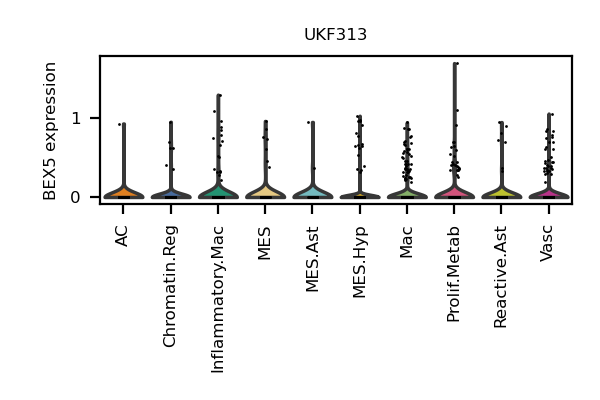 UKF313
BEX5 expression
1
0
AC
Chromatin.Reg
Inflammatory.Mac
MES
MES.Ast
MES.Hyp
Mac
Prolif.Metab
Reactive.Ast
Vasc